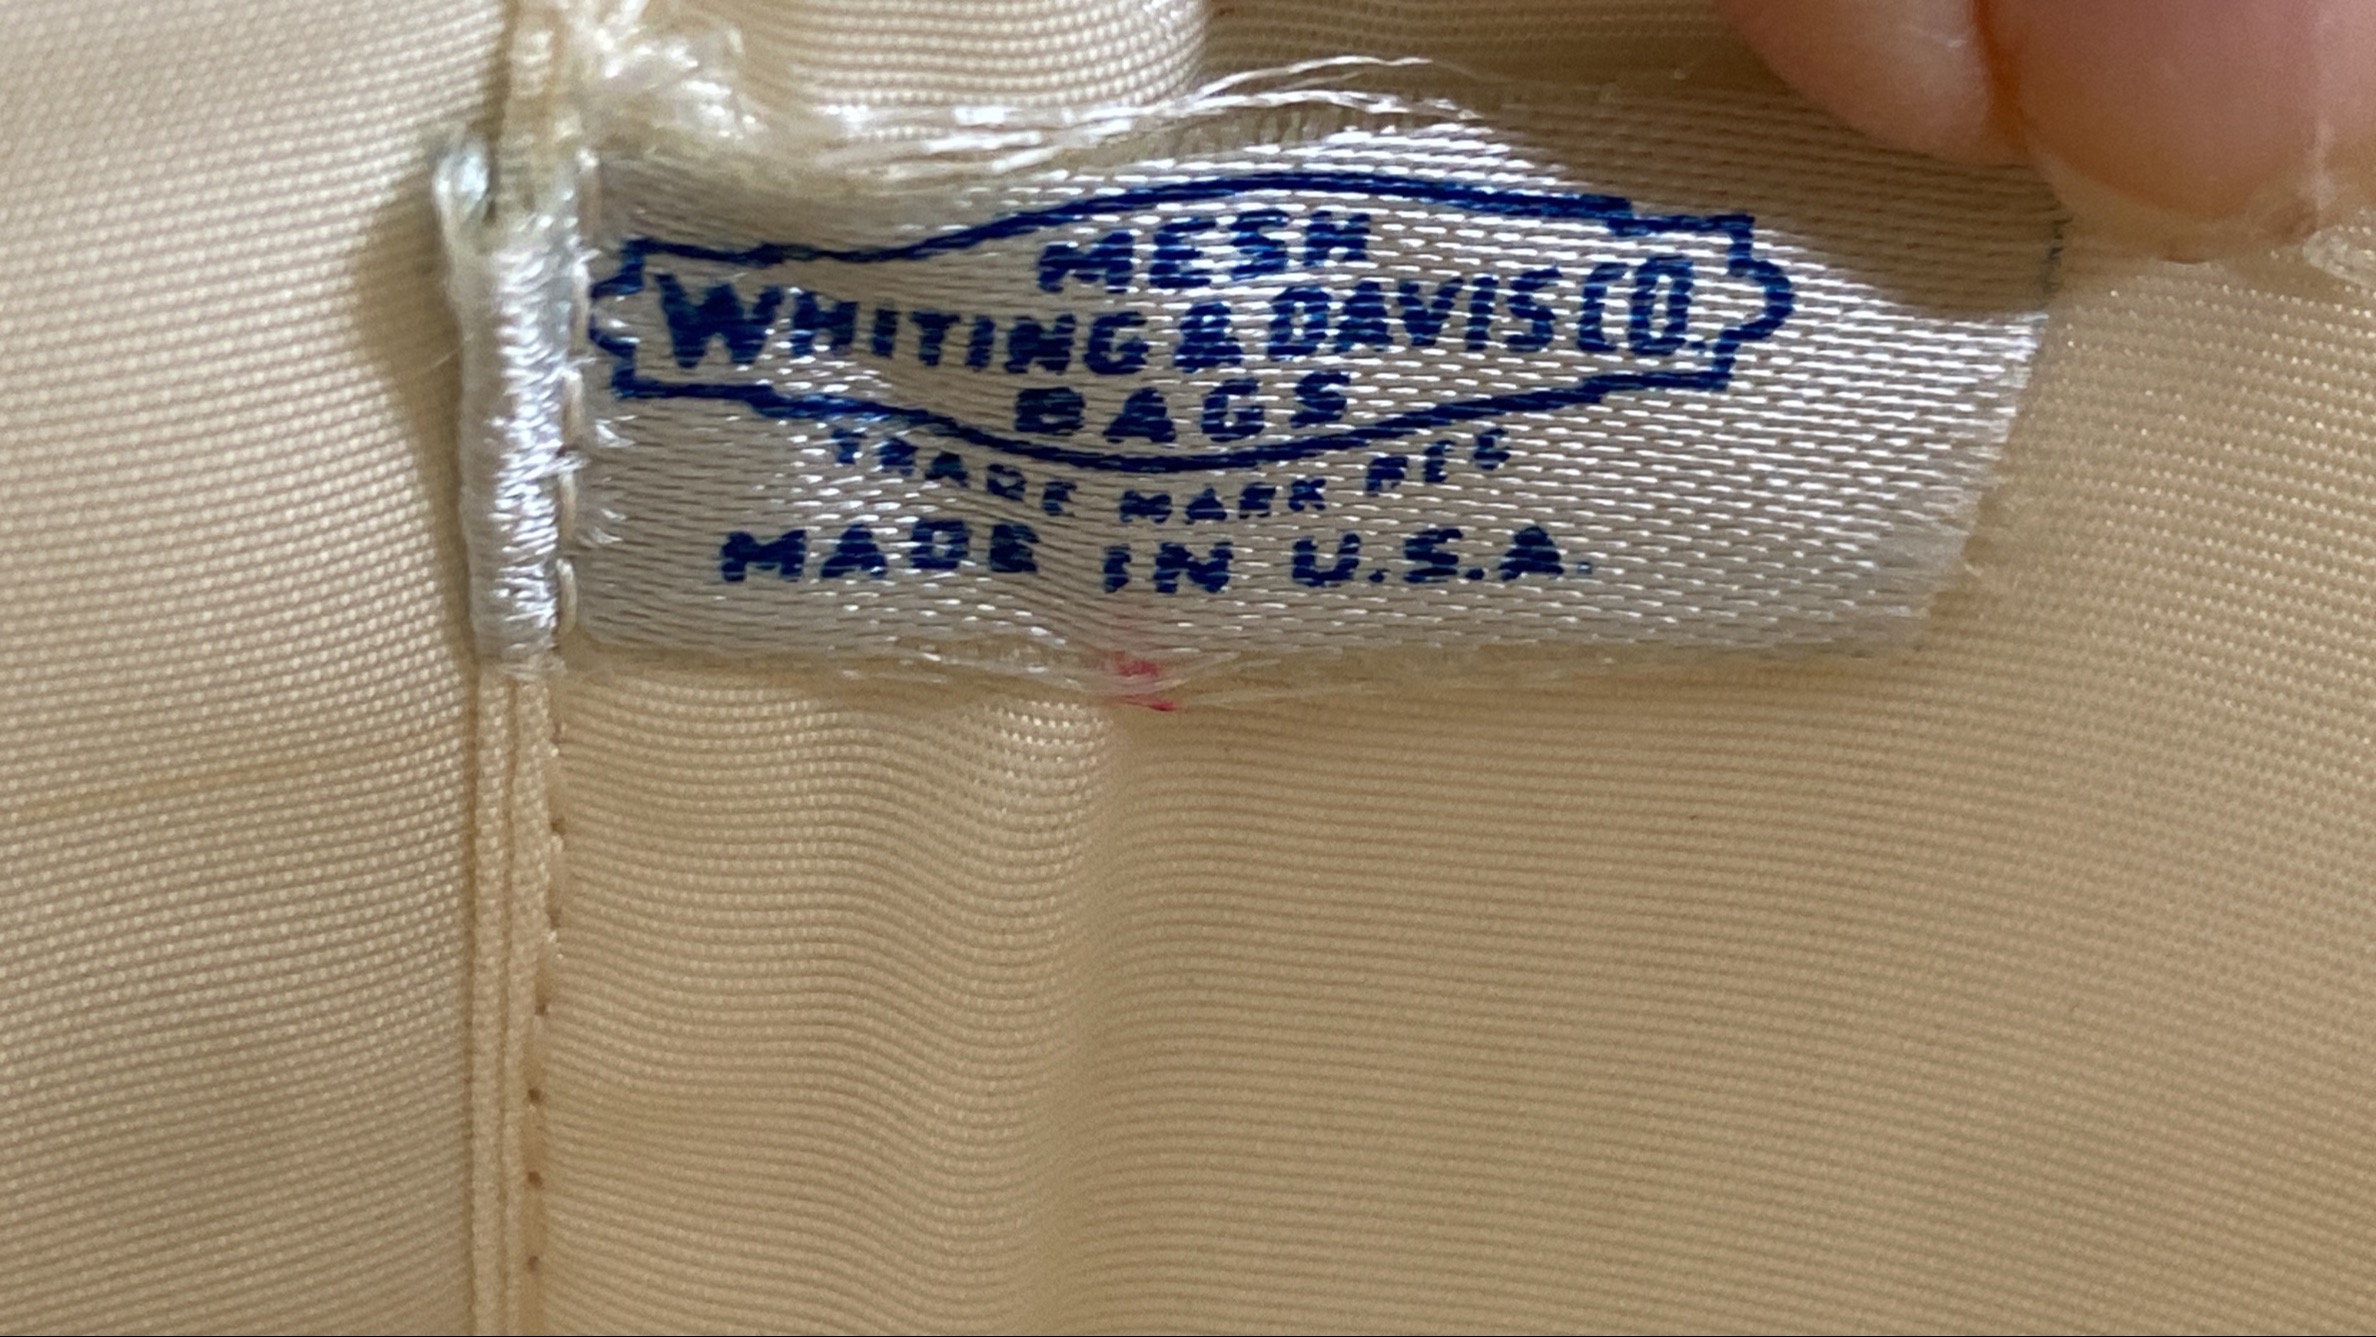 MESH
WHITING & DAVIS CO.
BAGS
TRADE MARK REG
MADE IN U.S.A.